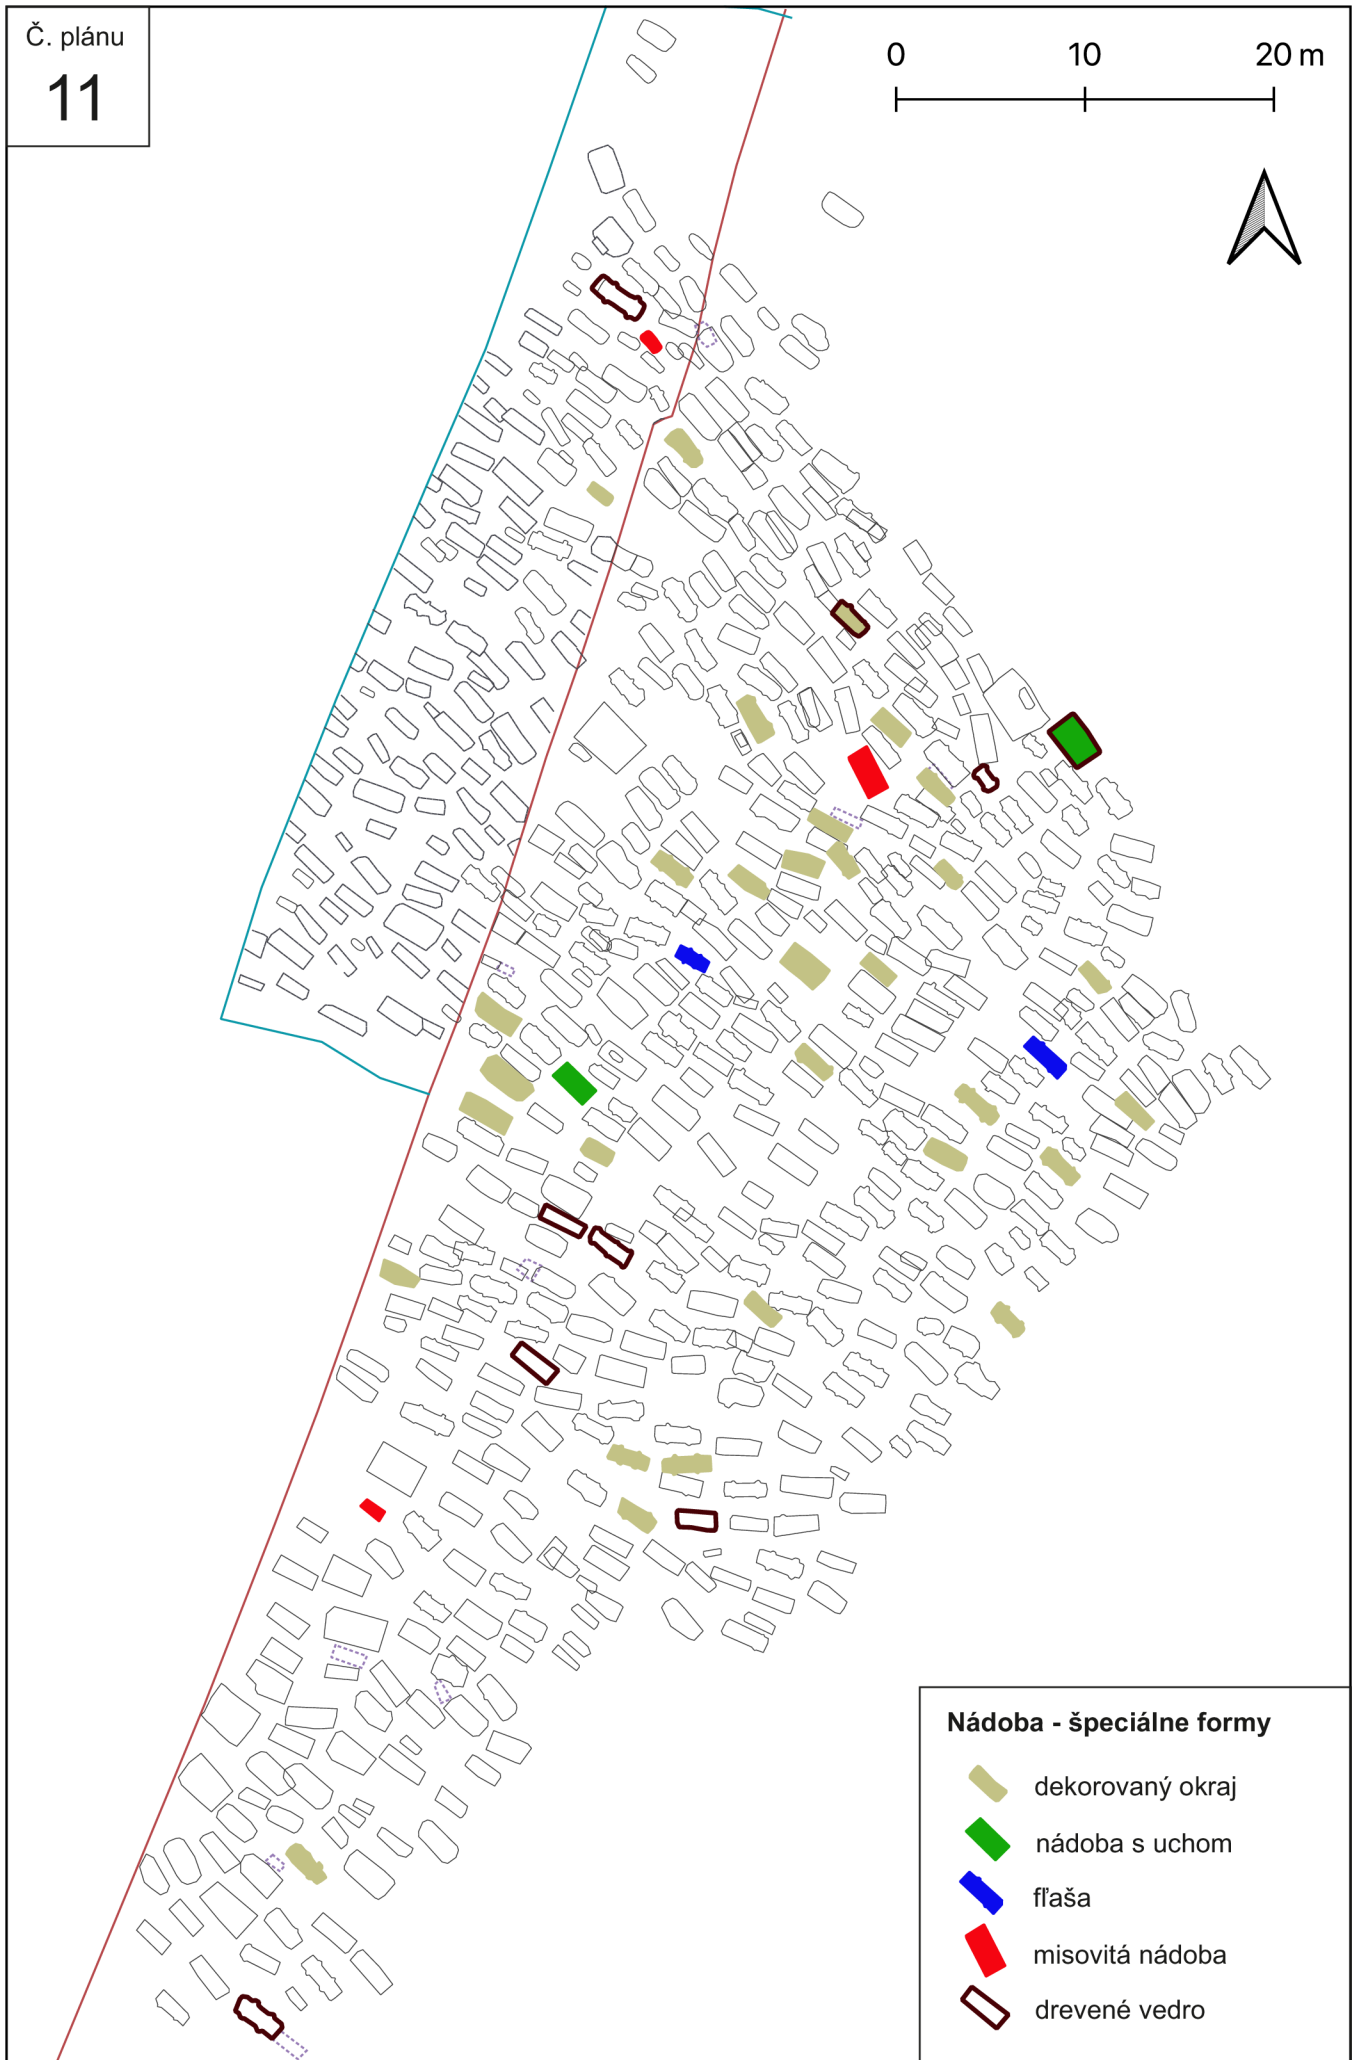 Č. plánu
11
0 10 20 m
Nádoba - špeciálne formy
dekorovaný okraj
nádoba s uchom
fľaša
misovitá nádoba
drevené vedro